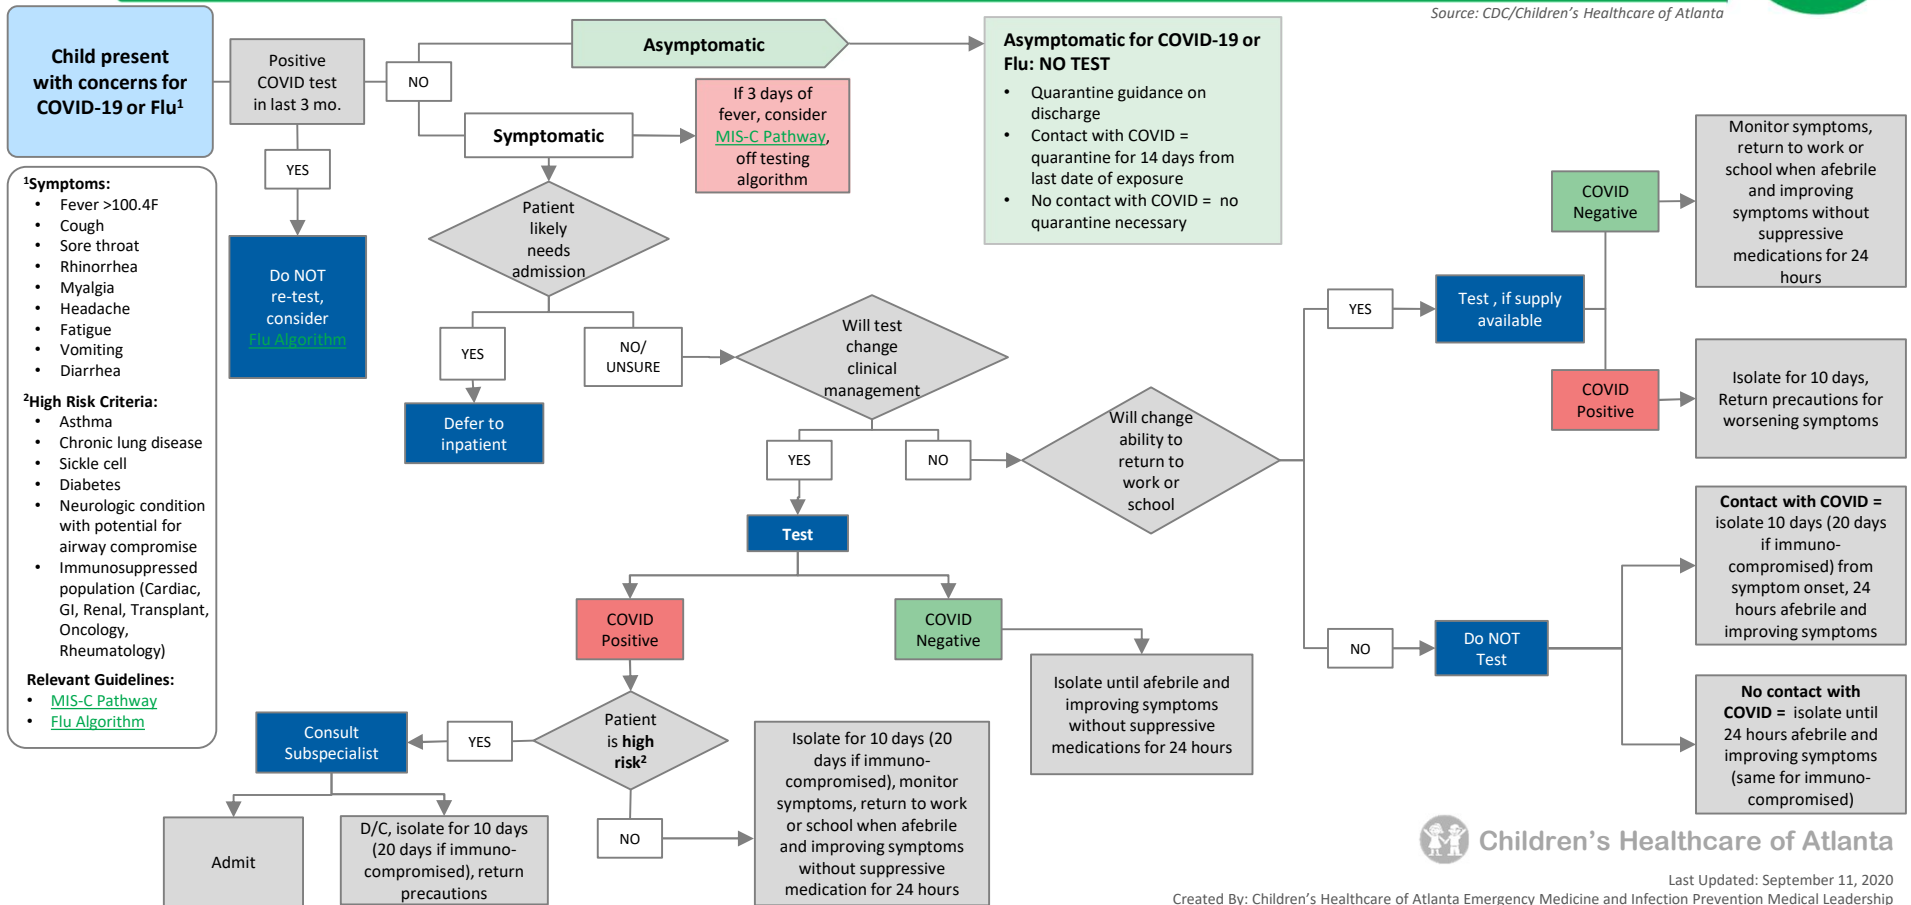 Source: CDC/Children's Healthcare of Atlanta
Child present
with concerns for
COVID-19 or Flu1
Positive
COVID test
in last 3 mo.
NO
YES
Do NOT
re-test,
consider
Flu Algorithm
Asymptomatic
Asymptomatic for COVID-19 or
Flu: NO TEST
• Quarantine guidance on
discharge
• Contact with COVID =
quarantine for 14 days from
last date of exposure
• No contact with COVID = no
quarantine necessary
Symptomatic
If 3 days of
fever, consider
MIS-C Pathway,
off testing
algorithm
Patient
likely
needs
admission
YES
Defer to
inpatient
NO/
UNSURE
Will test
change
clinical
management
YES
NO
Will change
ability to
return to
work or
school
YES
Test , if supply
available
COVID
Negative
Monitor symptoms,
return to work or
school when afebrile
and improving
symptoms without
suppressive
medications for 24
hours
COVID
Positive
Isolate for 10 days,
Return precautions for
worsening symptoms
NO
Do NOT
Test
Contact with COVID =
isolate 10 days (20 days
if immuno-
compromised) from
symptom onset, 24
hours afebrile and
improving symptoms
No contact with
COVID = isolate until
24 hours afebrile and
improving symptoms
(same for immuno-
compromised)
Test
COVID
Positive
COVID
Negative
Isolate until afebrile and
improving symptoms
without suppressive
medications for 24 hours
Patient
is high
risk2
YES
Consult
Subspecialist
Admit
D/C, isolate for 10 days
(20 days if immuno-
compromised), return
precautions
NO
Isolate for 10 days (20
days if immuno-
compromised), monitor
symptoms, return to work
or school when afebrile
and improving symptoms
without suppressive
medication for 24 hours
1Symptoms:
• Fever >100.4F
• Cough
• Sore throat
• Rhinorrhea
• Myalgia
• Headache
• Fatigue
• Vomiting
• Diarrhea
2High Risk Criteria:
• Asthma
• Chronic lung disease
• Sickle cell
• Diabetes
• Neurologic condition
with potential for
airway compromise
• Immunosuppressed
population (Cardiac,
GI, Renal, Transplant,
Oncology,
Rheumatology)
Relevant Guidelines:
• MIS-C Pathway
• Flu Algorithm
Children's Healthcare of Atlanta
Last Updated: September 11, 2020
Created By: Children's Healthcare of Atlanta Emergency Medicine and Infection Prevention Medical Leadership